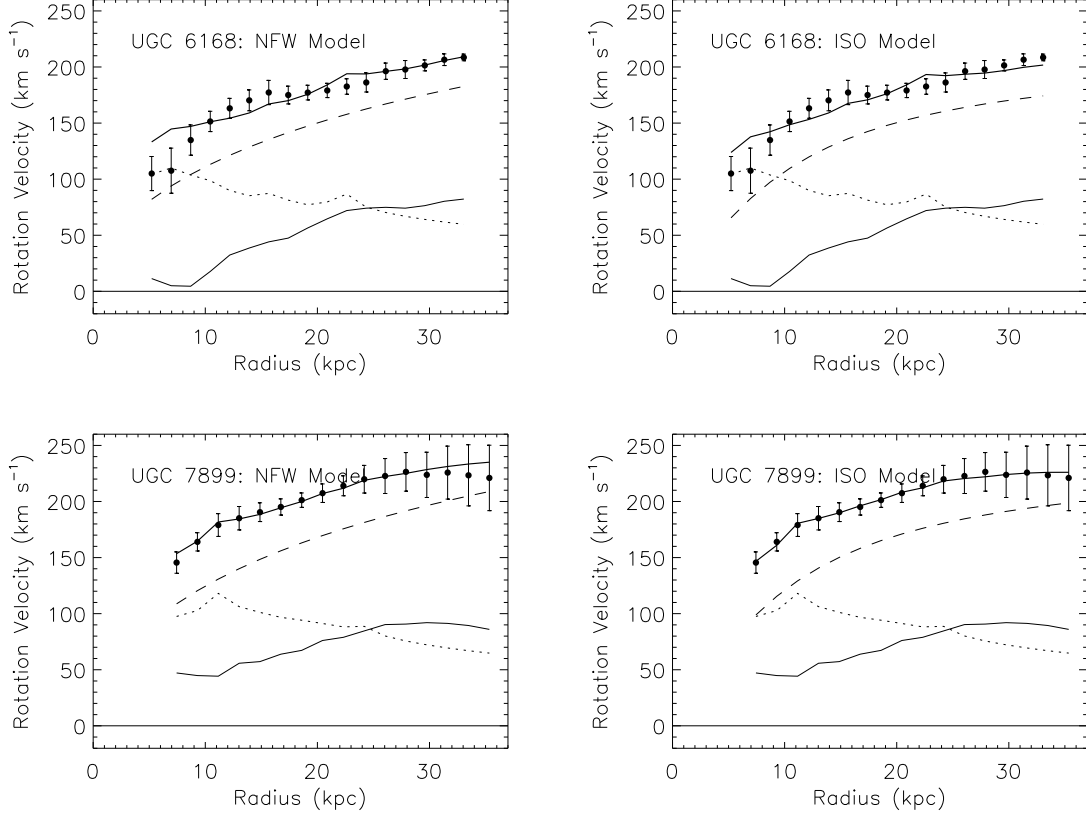 UGC 6168: NFW Model
Rotation Velocity (km s⁻¹)
250
200
150
100
50
0
0 10 20 30
Radius (kpc)
UGC 6168: ISO Model
Rotation Velocity (km s⁻¹)
250
200
150
100
50
0
0 10 20 30
Radius (kpc)
UGC 7899: NFW Model
Rotation Velocity (km s⁻¹)
250
200
150
100
50
0
0 10 20 30
Radius (kpc)
UGC 7899: ISO Model
Rotation Velocity (km s⁻¹)
250
200
150
100
50
0
0 10 20 30
Radius (kpc)